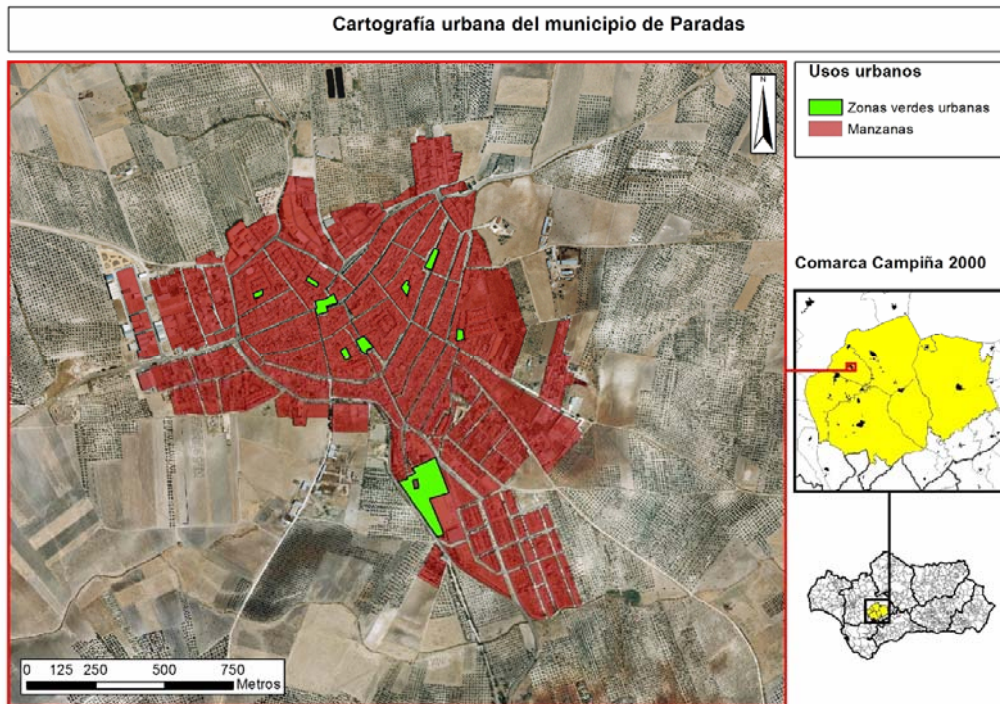 Cartografía urbana del municipio de Paradas
N
Usos urbanos
Zonas verdes urbanas
Manzanas
Comarca Campiña 2000
0 125 250 500 750
Metros